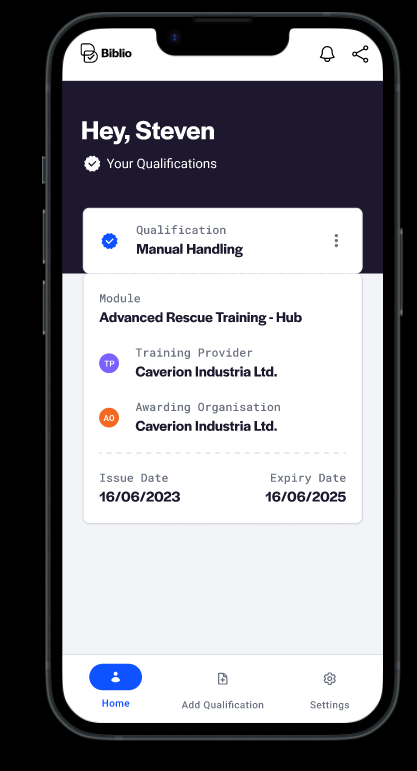 Biblio
Hey, Steven
Your Qualifications
Qualification
Manual Handling
Module
Advanced Rescue Training - Hub
Training Provider
TP
Caverion Industria Ltd.
Awarding Organisation
AO
Caverion Industria Ltd.
Issue Date Expiry Date
16/06/2023 16/06/2025
Home Add Qualification Settings